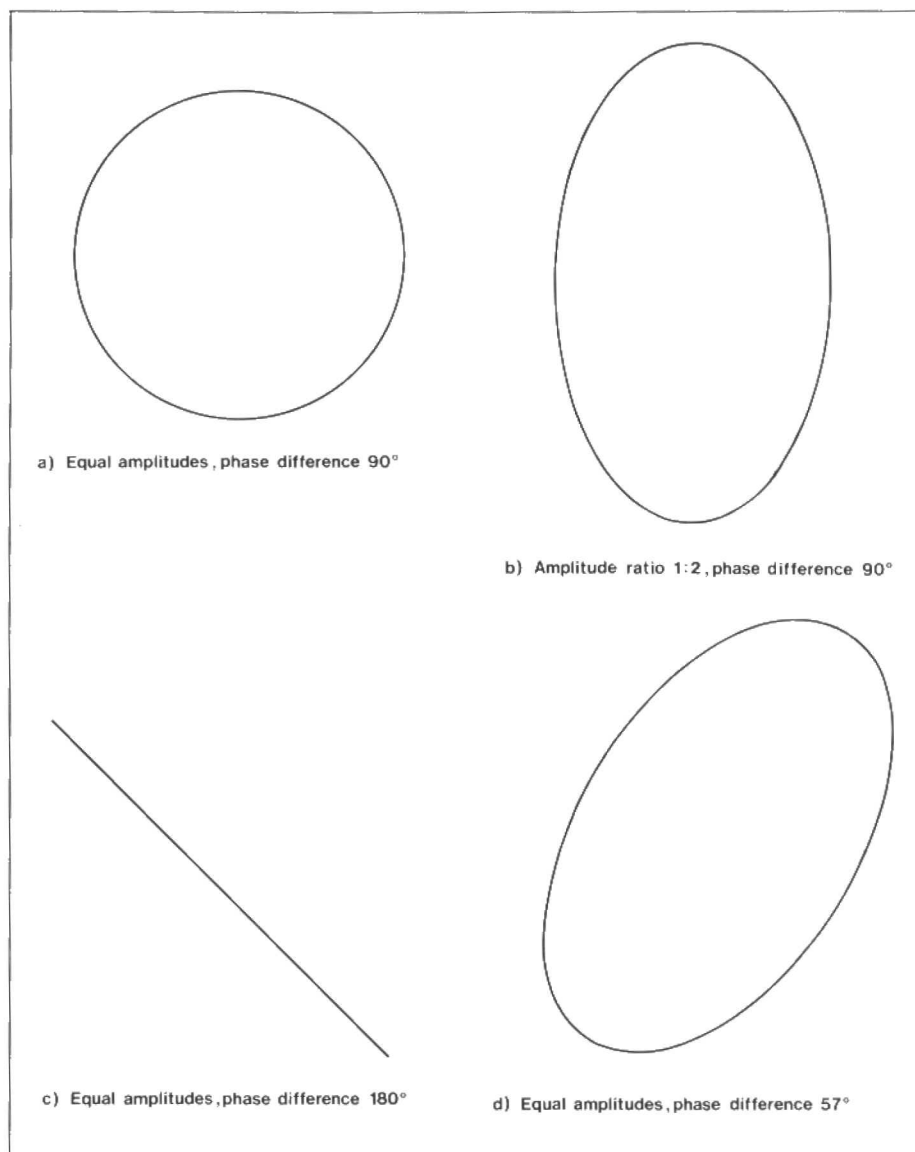 a) Equal amplitudes, phase difference 90°
b) Amplitude ratio 1:2, phase difference 90°
c) Equal amplitudes, phase difference 180°
d) Equal amplitudes, phase difference 57°